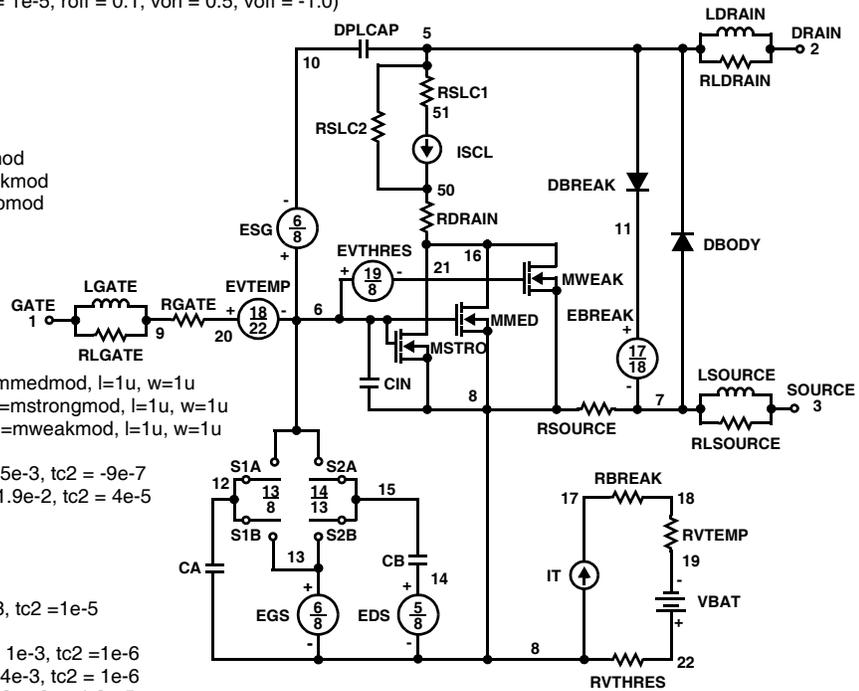 = 1e-5, roff = 0.1, von = 0.5, voff = -1.0)
LDRAIN
DPLCAP
5
DRAIN
2
10
RLDRAIN
RSLC1
51
RSLC2
ISCL
50
DBREAK
RDRAIN
ESG
6
8
-
+
11
DBODY
EVTHRES
+
19
8
-
16
21
MWEAK
LGATE
EVTEMP
GATE
1
RGATE
+
18
22
-
6
EBREAK
+
MMED
9
20
MSTRO
RLGATE
17
18
-
LSOURCE
CIN
8
7
SOURCE
3
RSOURCE
RLSOURCE
mmedmod, l=1u, w=1u
=mstrongmod, l=1u, w=1u
=mweakmod, l=1u, w=1u
5e-3, tc2 = -9e-7
1.9e-2, tc2 = 4e-5
S1A
S2A
12
13
8
14
13
15
S1B
S2B
13
RBREAK
17
18
RVTEMP
CA
CB
14
IT
19
-
VBAT
+
EGS
+
6
8
-
EDS
+
5
8
-
8
22
RVTHRES
tc2 =1e-5
1e-3, tc2 =1e-6
4e-3, tc2 = 1e-6